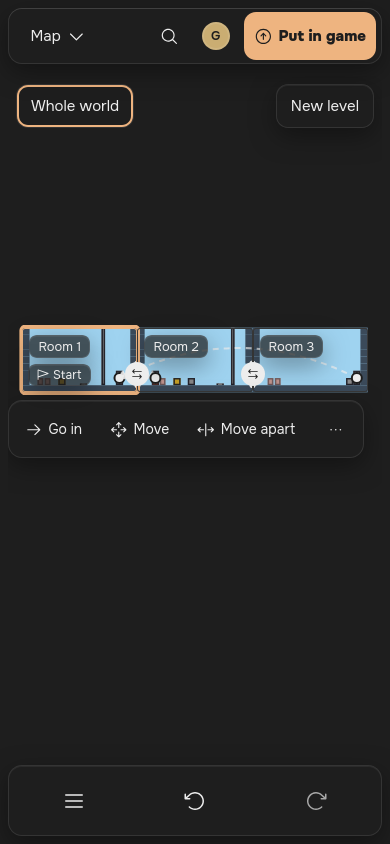 Map
G
Put in game
Whole world
New level
Room 1
Room 2
Room 3
Start
Go in
Move
Move apart